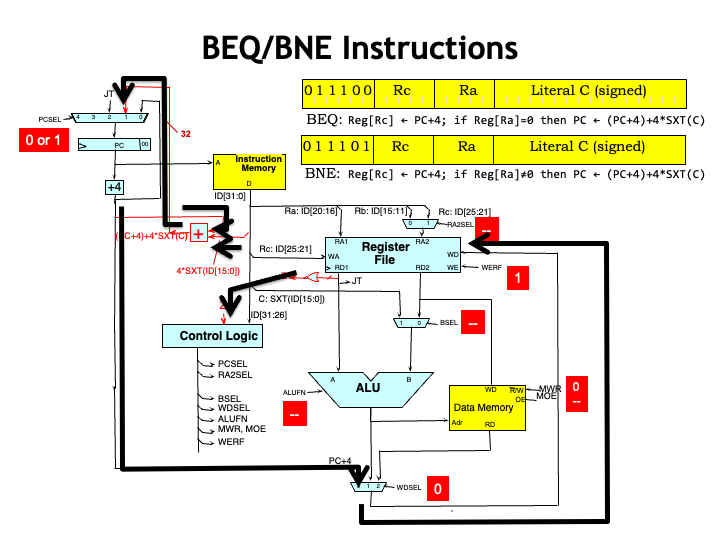 BEQ/BNE Instructions
0 1 1 1 0 0 Rc Ra Literal C (signed)
BEQ: Reg[Rc] ← PC+4; if Reg[Ra]=0 then PC ← (PC+4)+4*SXT(C)
0 1 1 1 0 1 Rc Ra Literal C (signed)
BNE: Reg[Rc] ← PC+4; if Reg[Ra]≠0 then PC ← (PC+4)+4*SXT(C)
JT
PCSEL
4 3 2 1 0
0 or 1
32
PC
00
+4
A
Instruction
Memory
D
ID[31:0]
Ra: ID[20:16]
Rb: ID[15:11]
Rc: ID[25:21]
0 1
RA2SEL
--
+
C+4)+4*SXT(C)
4*SXT(ID[15:0])
Rc: ID[25:21]
RA1
RA2
Register
File
WD
WA
WE
RD1
RD2
WERF
1
JT
C: SXT(ID[15:0])
ID[31:26]
Control Logic
1 0
BSEL
--
PCSEL
RA2SEL
BSEL
WDSEL
ALUFN
MWR, MOE
WERF
A
B
ALU
ALUFN
--
WD
R/W
OE
Data Memory
Adr
RD
MWR
MOE
0
--
PC+4
1 2
WDSEL
0